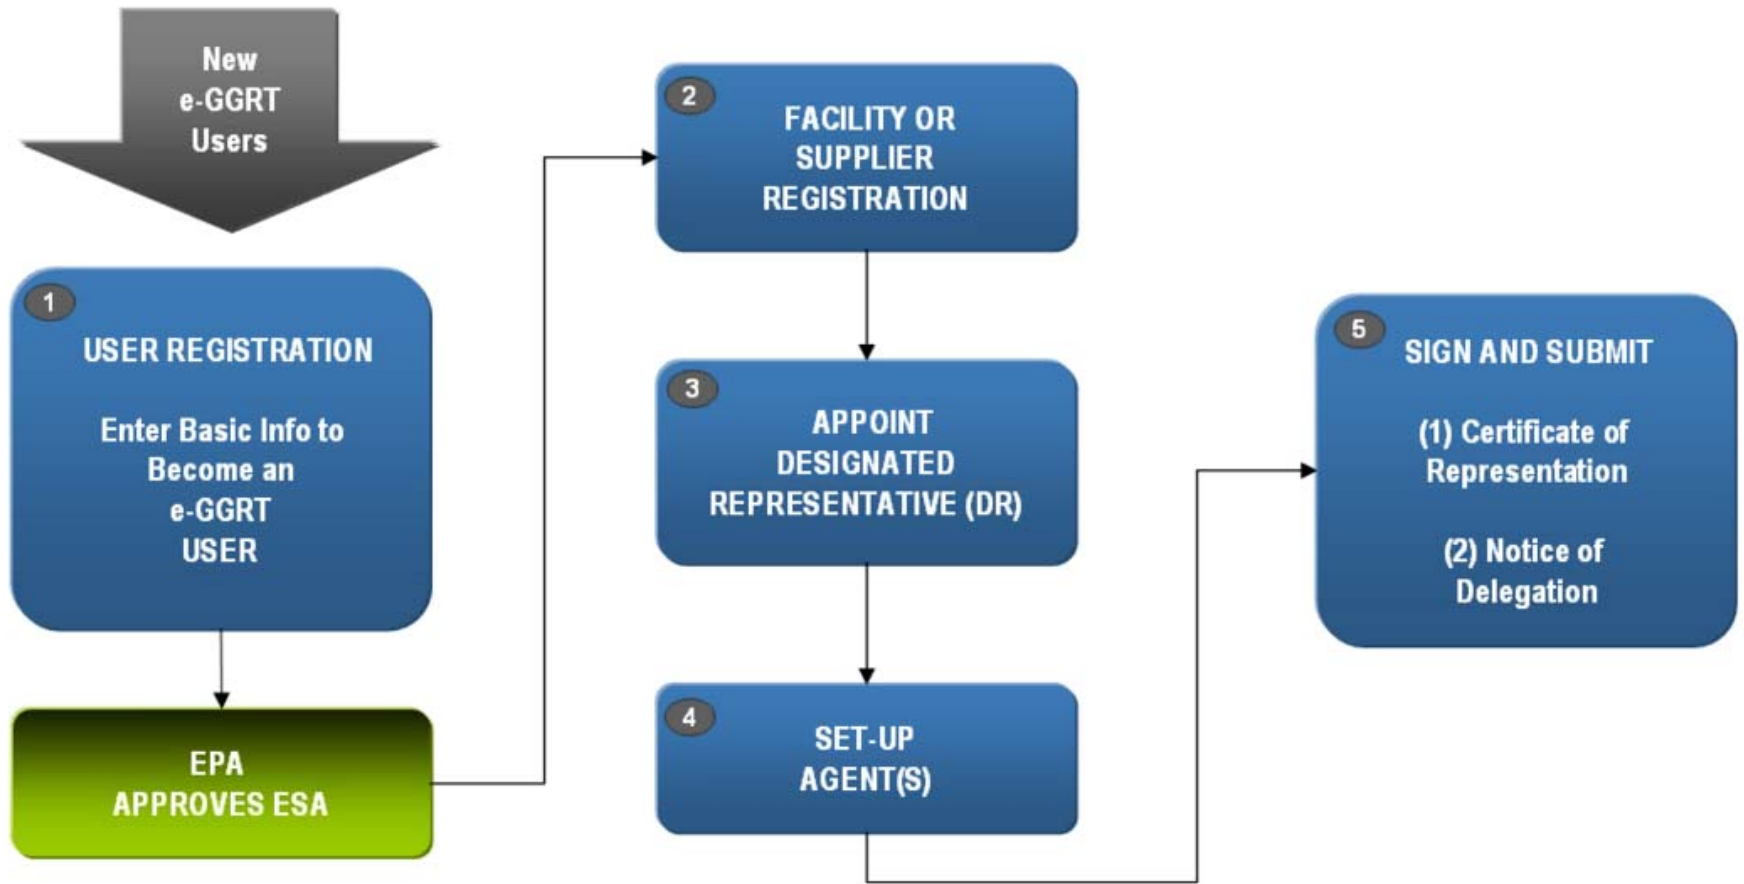 New
e-GGRT
Users
1
USER REGISTRATION
Enter Basic Info to
Become an
e-GGRT
USER
EPA
APPROVES ESA
2
FACILITY OR
SUPPLIER
REGISTRATION
3
APPOINT
DESIGNATED
REPRESENTATIVE (DR)
4
SET-UP
AGENT(S)
5
SIGN AND SUBMIT
(1) Certificate of
Representation
(2) Notice of
Delegation